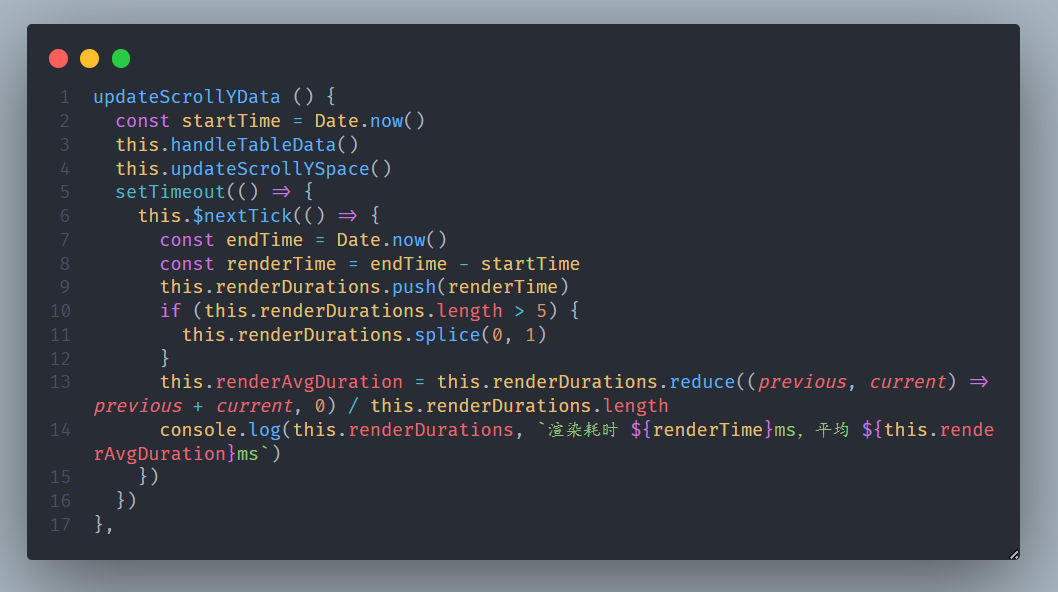 1 updateScrollYData () {
2 const startTime = Date.now()
3 this.handleTableData()
4 this.updateScrollYSpace()
5 setTimeout(() => {
6 this.$nextTick(() => {
7 const endTime = Date.now()
8 const renderTime = endTime - startTime
9 this.renderDurations.push(renderTime)
10 if (this.renderDurations.length > 5) {
11 this.renderDurations.splice(0, 1)
12 }
13 this.renderAvgDuration = this.renderDurations.reduce((previous, current) =>
previous + current, 0) / this.renderDurations.length
14 console.log(this.renderDurations, `渲染耗时 ${renderTime}ms，平均 ${this.rende
rAvgDuration}ms`)
15 })
16 })
17 },